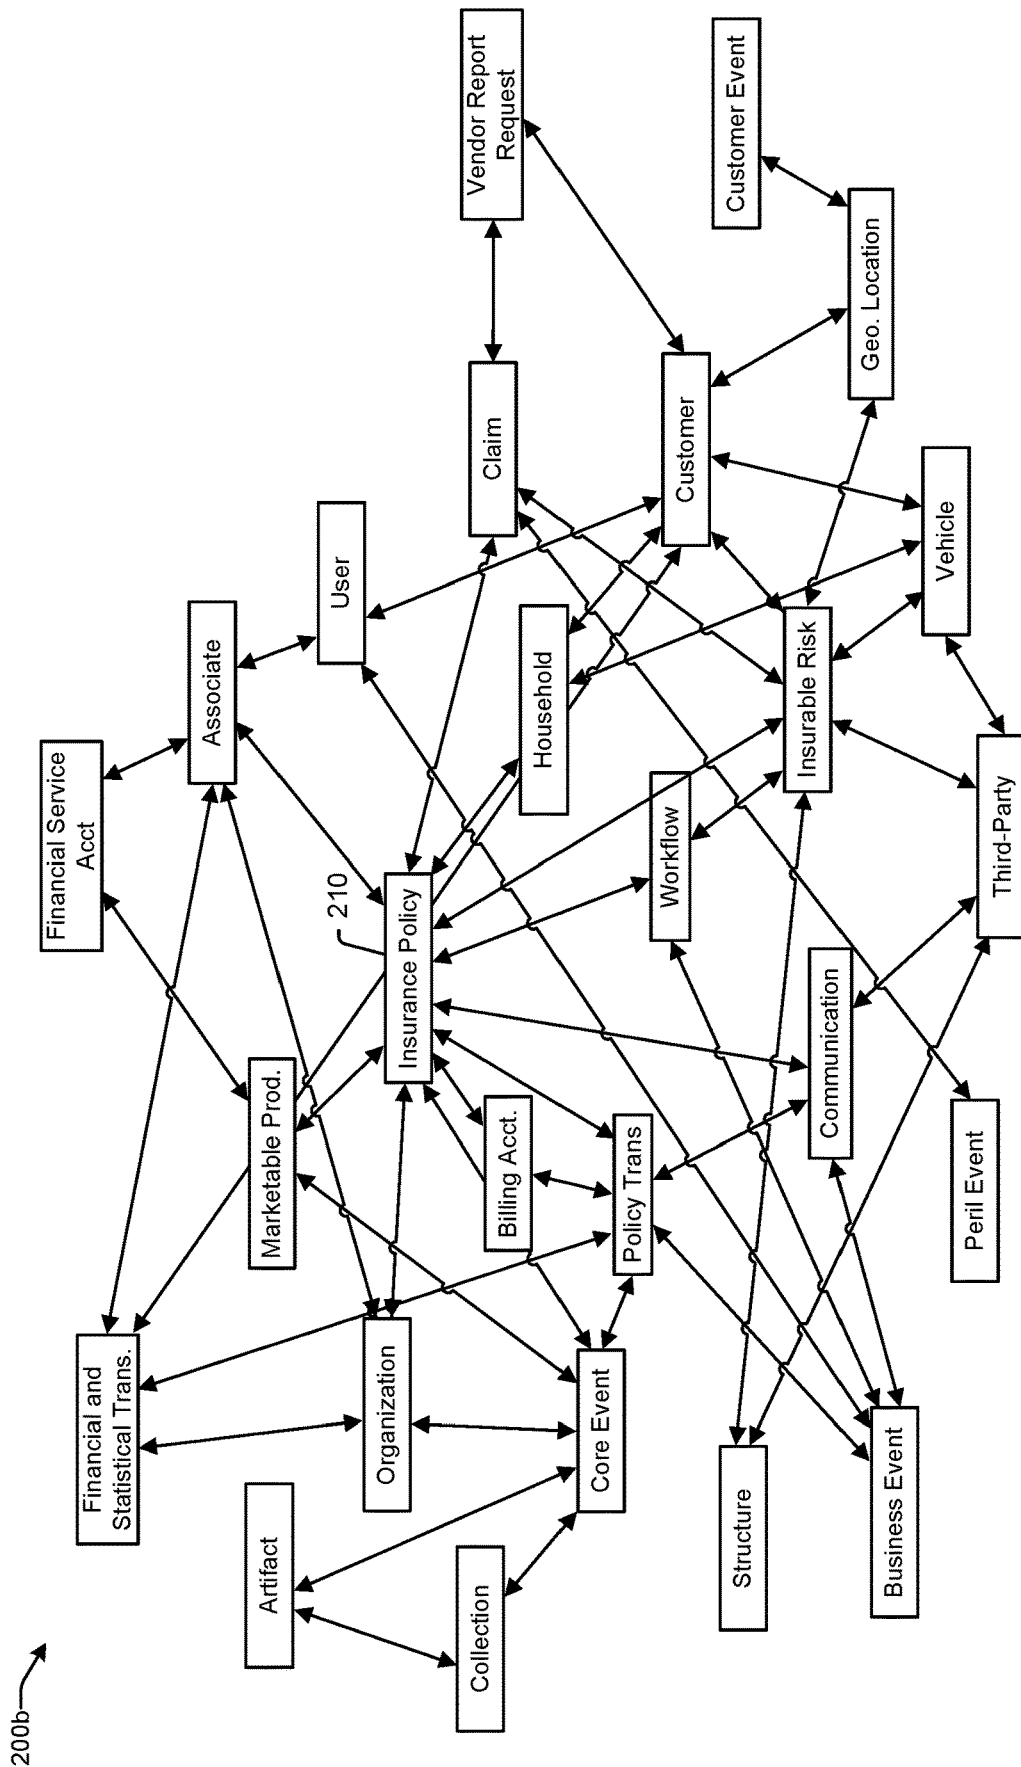 200b
Financial Service
Acct
Financial and
Statistical Trans.
Associate
Artifact
Marketable Prod.
User
210
Organization
Insurance Policy
Vendor Report
Request
Collection
Claim
Billing Acct.
Household
Core Event
Policy Trans
Workflow
Customer
Structure
Customer Event
Insurable Risk
Communication
Geo. Location
Business Event
Vehicle
Peril Event
Third-Party